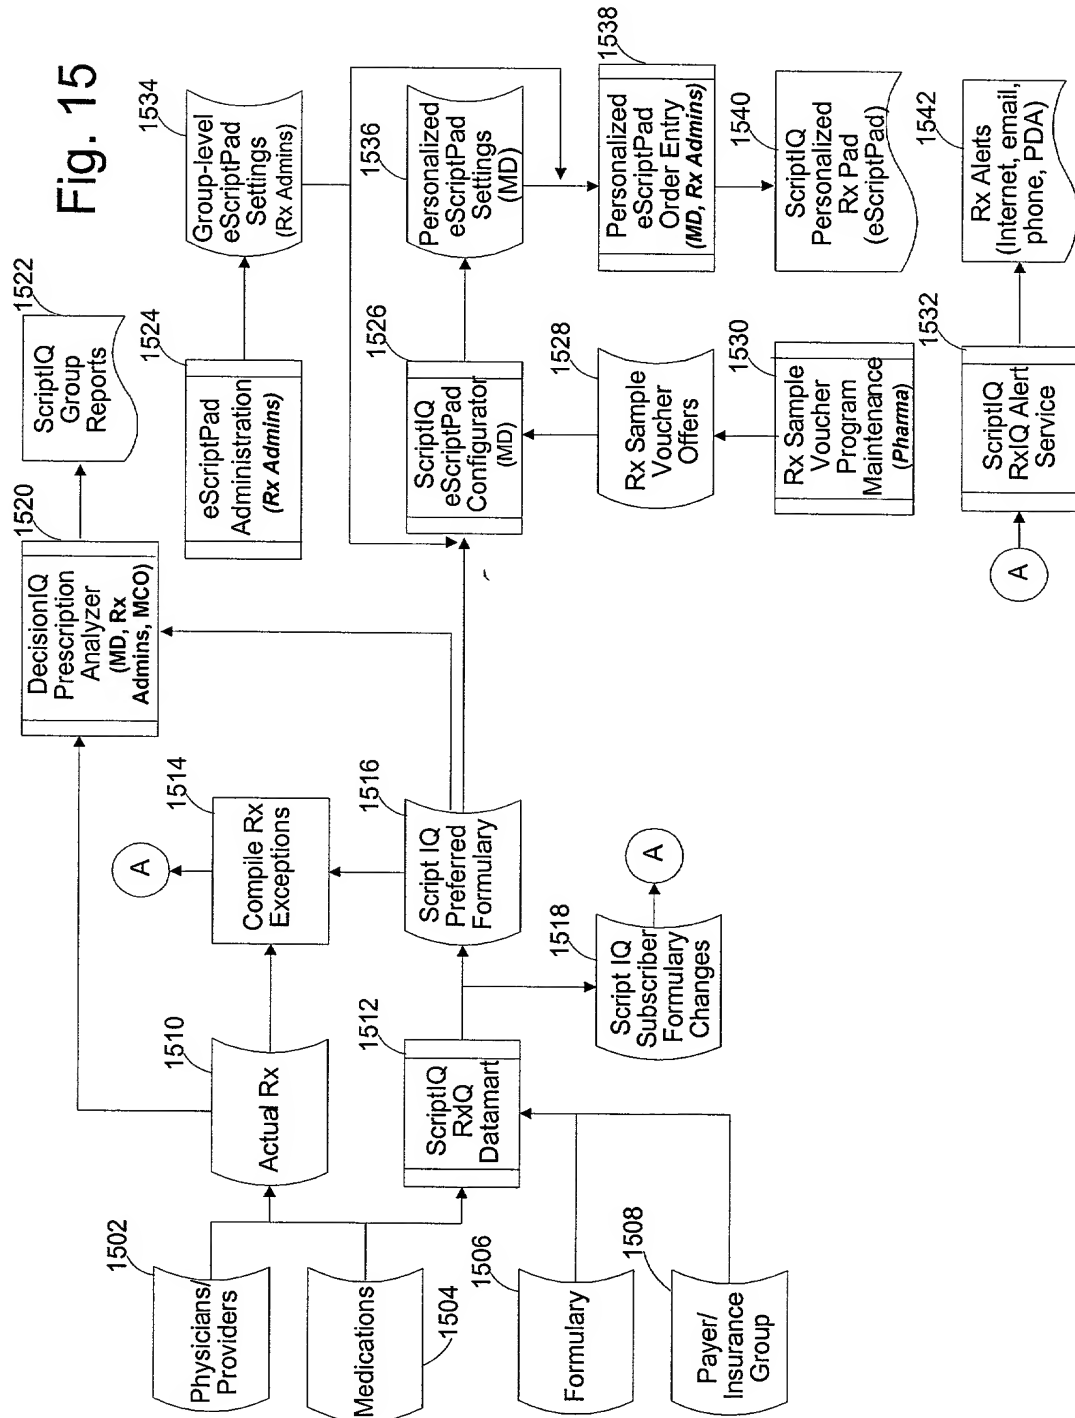 Fig. 15
1502
Physicians/
Providers
Medications
1504
1506
Formulary
1508
Payer/
Insurance
Group
1510
Actual Rx
1512
ScriptIQ
RxIQ
Datamart
A
1514
Compile Rx
Exceptions
1516
Script IQ
Preferred
Formulary
1518
Script IQ
Subscriber
Formulary
Changes
A
1520
DecisionIQ
Prescription
Analyzer
(MD, Rx
Admins, MCO)
1522
ScriptIQ
Group
Reports
1524
eScriptPad
Administration
(Rx Admins)
1526
ScriptIQ
eScriptPad
Configurator
(MD)
1528
Rx Sample
Voucher
Offers
1530
Rx Sample
Voucher
Program
Maintenance
(Pharma)
A
1532
ScriptIQ
RxIQ Alert
Service
1534
Group-level
eScriptPad
Settings
(Rx Admins)
1536
Personalized
eScriptPad
Settings
(MD)
1538
Personalized
eScriptPad
Order Entry
(MD, Rx Admins)
1540
ScriptIQ
Personalized
Rx Pad
(eScriptPad)
1542
Rx Alerts
(Internet, email,
phone, PDA)